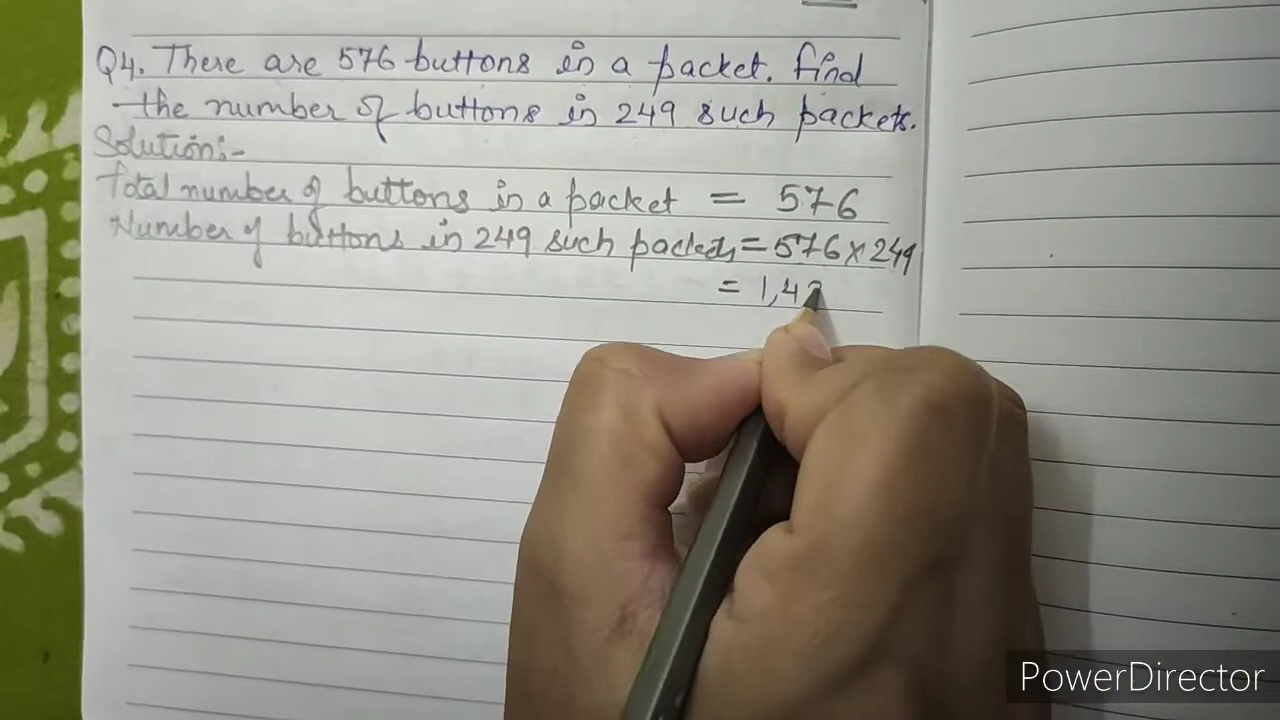 Q4. There are 576 buttons in a packet. find
the number of buttons in 249 such packets.
Solution:-
Total number of buttons in a packet = 576
Number of buttons in 249 such packets = 576 x 249
= 1,43
PowerDirector